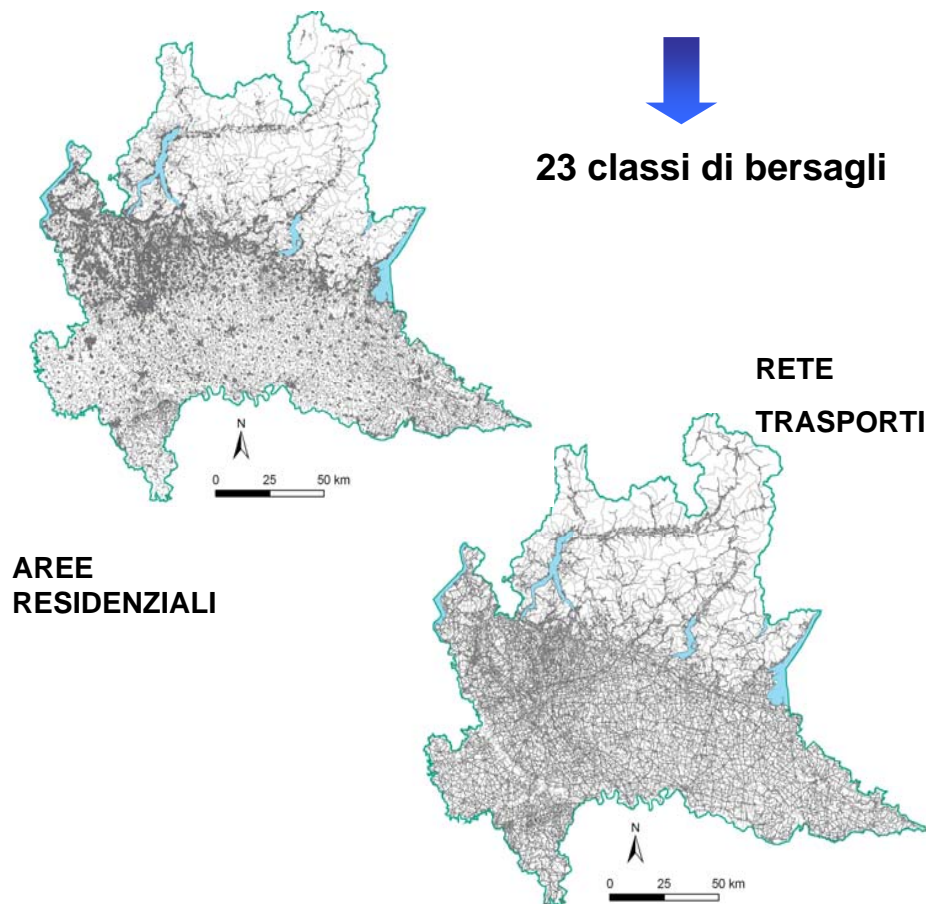 23 classi di bersagli
N
0 25 50 km
RETE
TRASPORTI
AREE
RESIDENZIALI
N
0 25 50 km